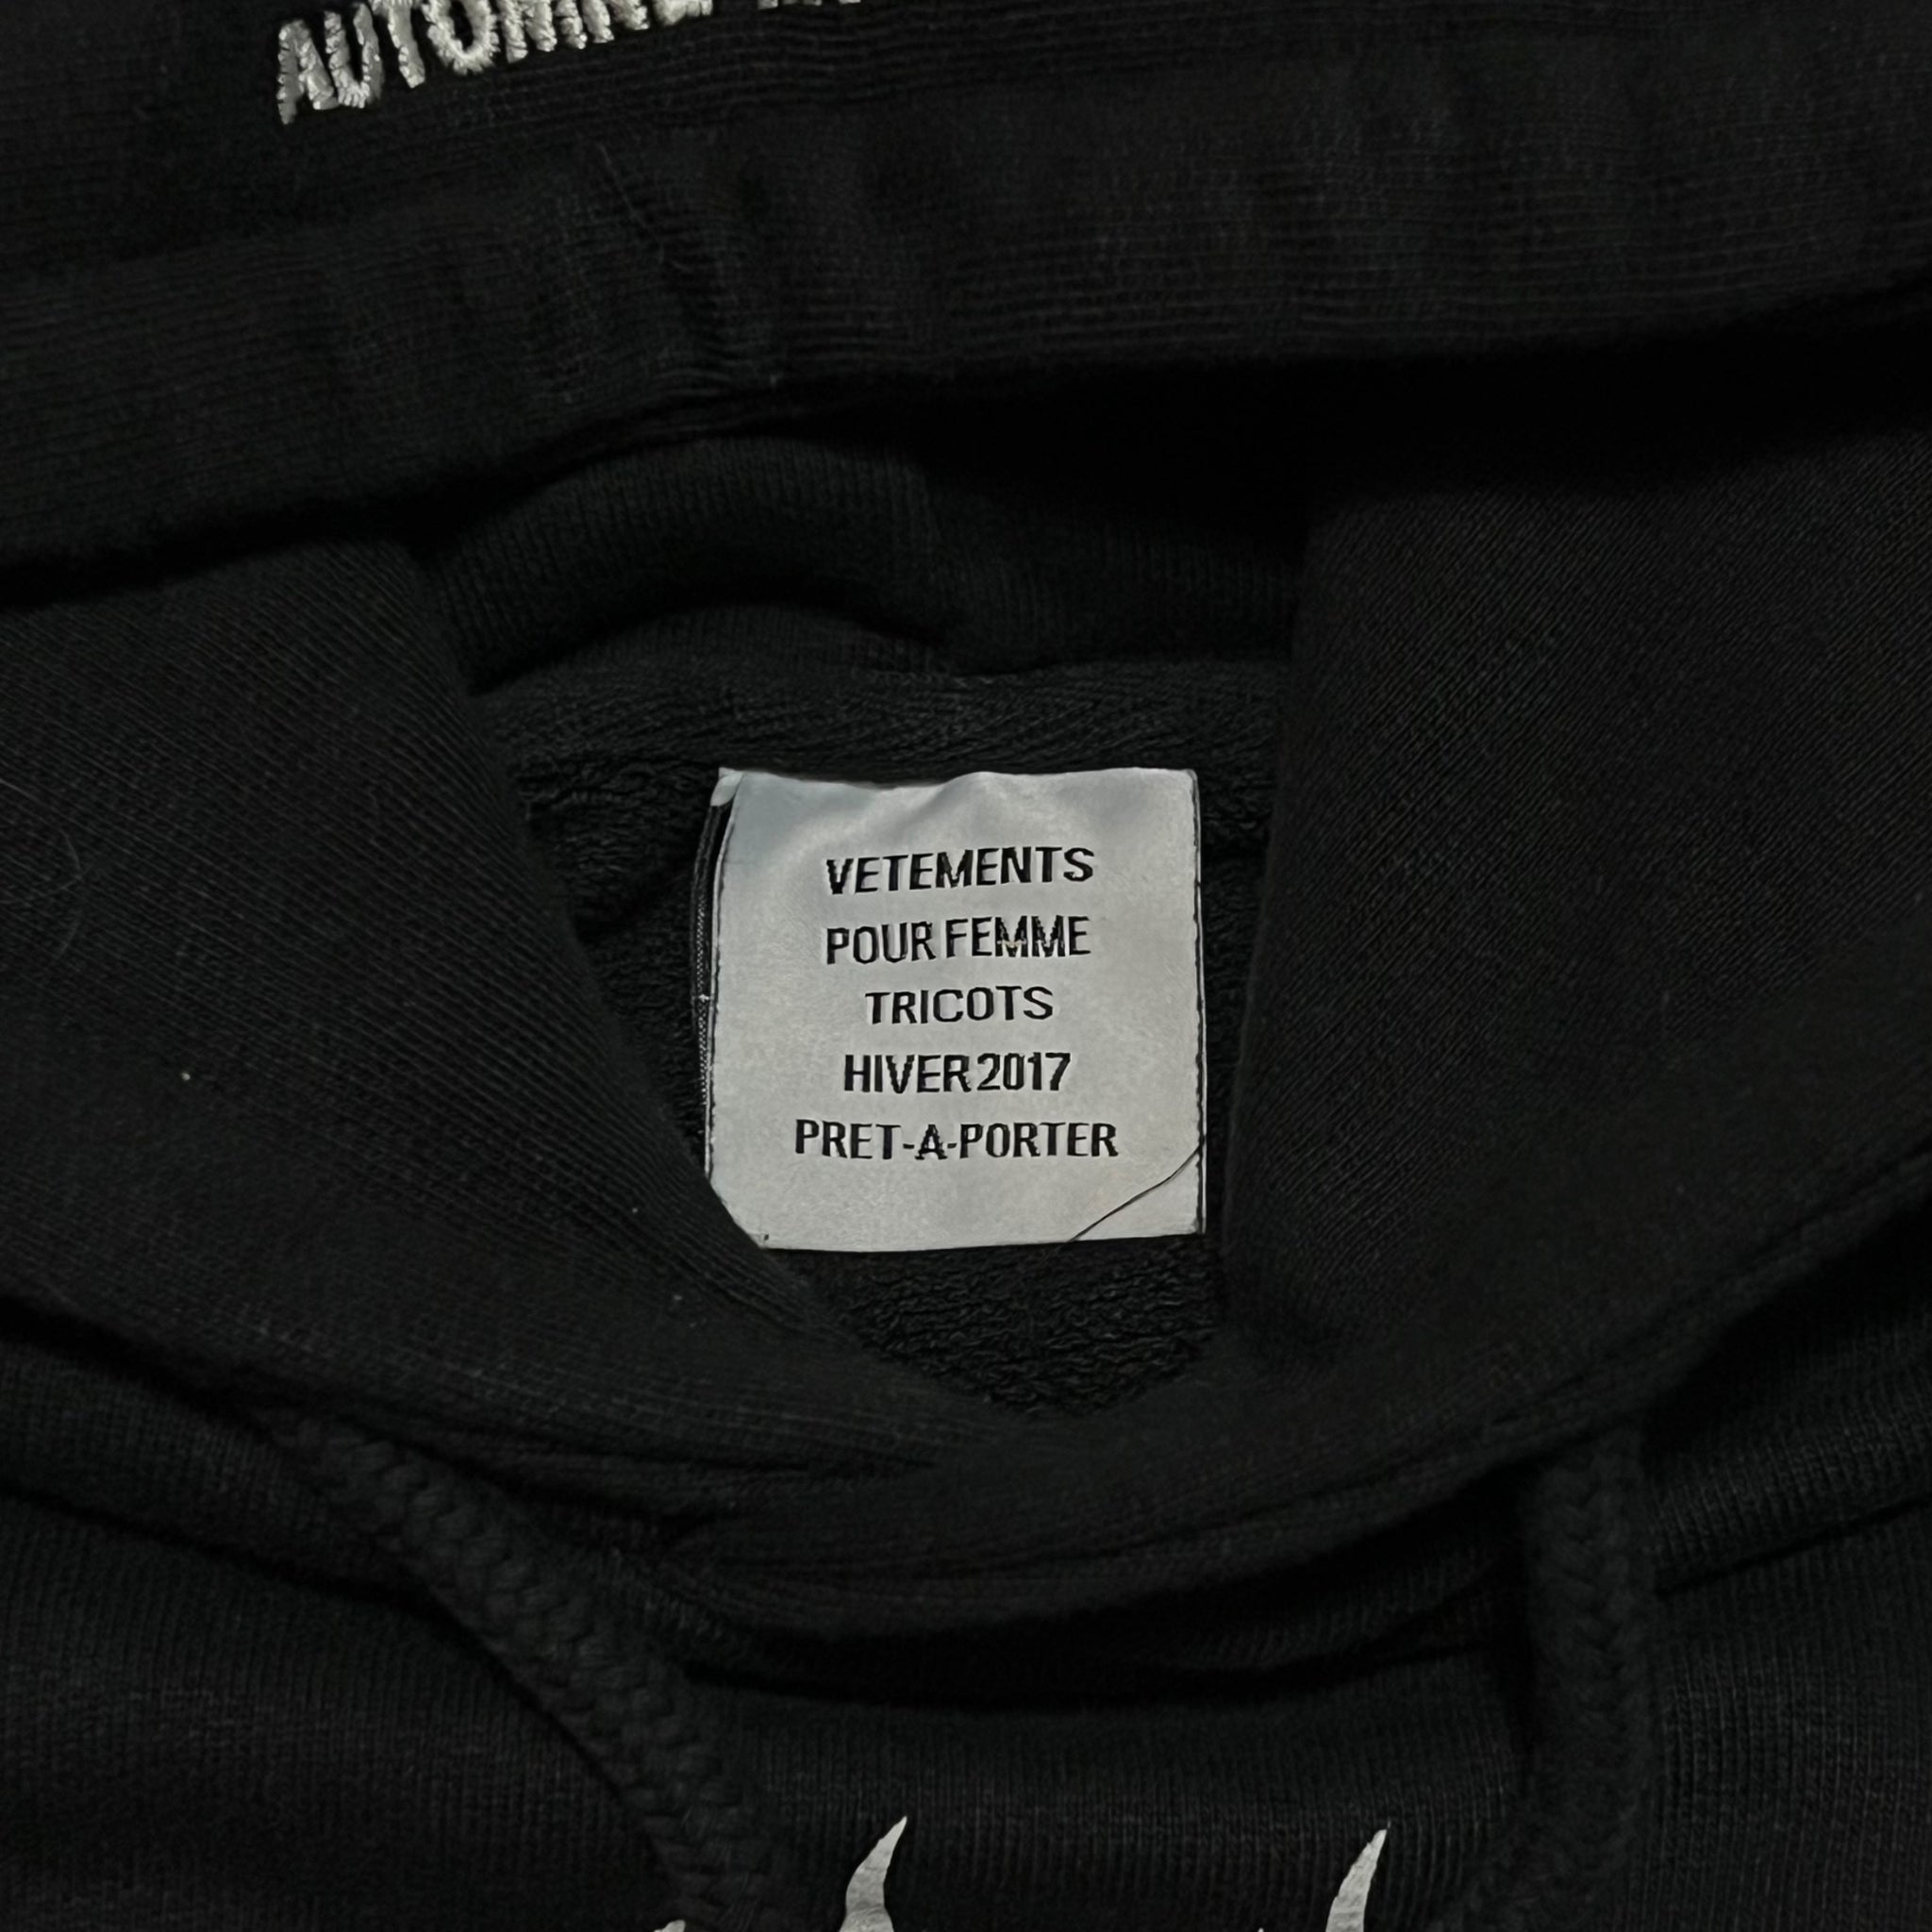 VETEMENTS
POUR FEMME
TRICOTS
HIVER 2017
PRET-A-PORTER